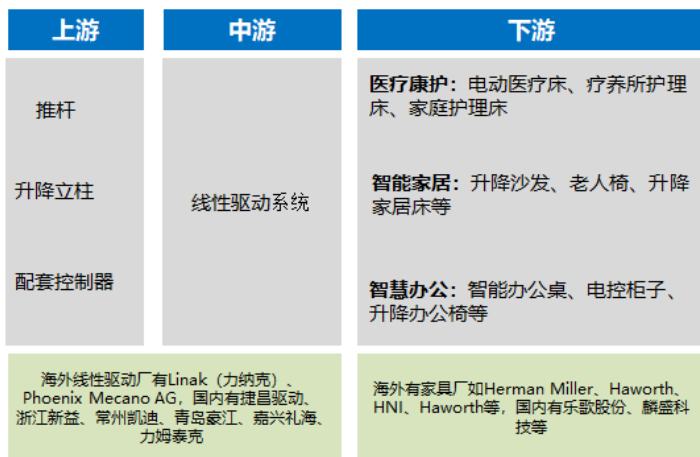 上游
中游
下游
推杆
升降立柱
配套控制器
线性驱动系统
医疗康护：电动医疗床、疗养所护理
床、家庭护理床
智能家居：升降沙发、老人椅、升降
家居床等
智慧办公：智能办公桌、电控柜子、
升降办公椅等
海外线性驱动厂有Linak（力纳克）、
Phoenix Mecano AG，国内有捷昌驱动、
浙江新益、常州凯迪、青岛豪江、嘉兴礼海、
力姆泰克
海外有家具厂如Herman Miller、Haworth、
HNI、Haworth等，国内有乐歌股份、麟盛科
技等